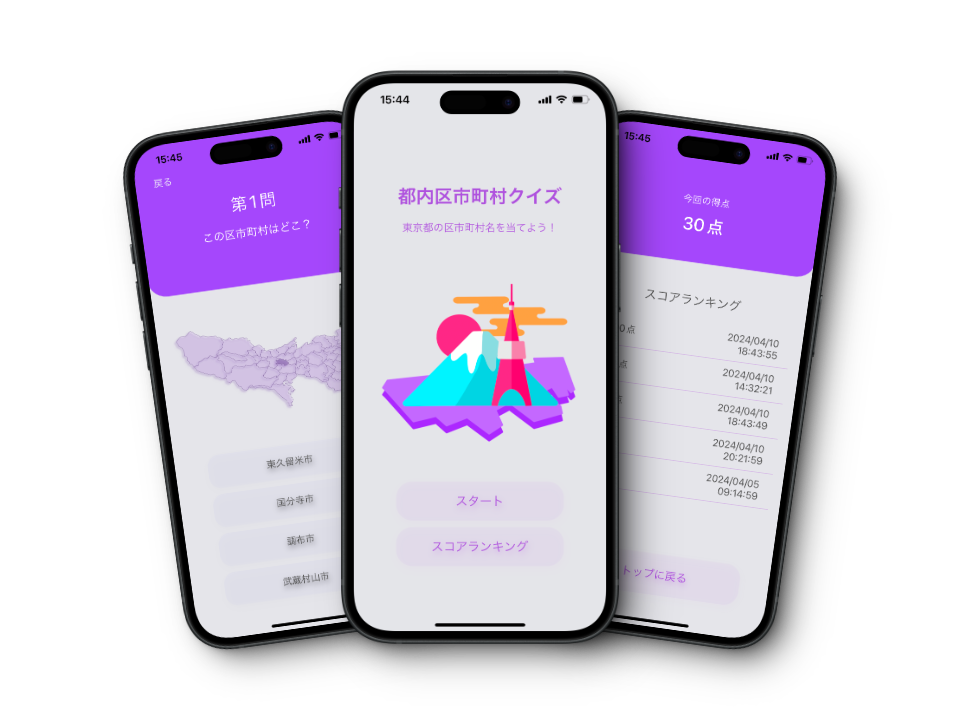 15:45
戻る
第1問
この区市町村はどこ？
東久留米市
国分寺市
調布市
武蔵村山市
15:44
都内区市町村クイズ
東京都の区市町村名を当てよう！
スタート
スコアランキング
15:45
今回の得点
30点
スコアランキング
0点
2024/04/10
18:43:55
点
2024/04/10
14:32:21
2024/04/10
18:43:49
2024/04/10
20:21:59
2024/04/05
09:14:59
トップに戻る